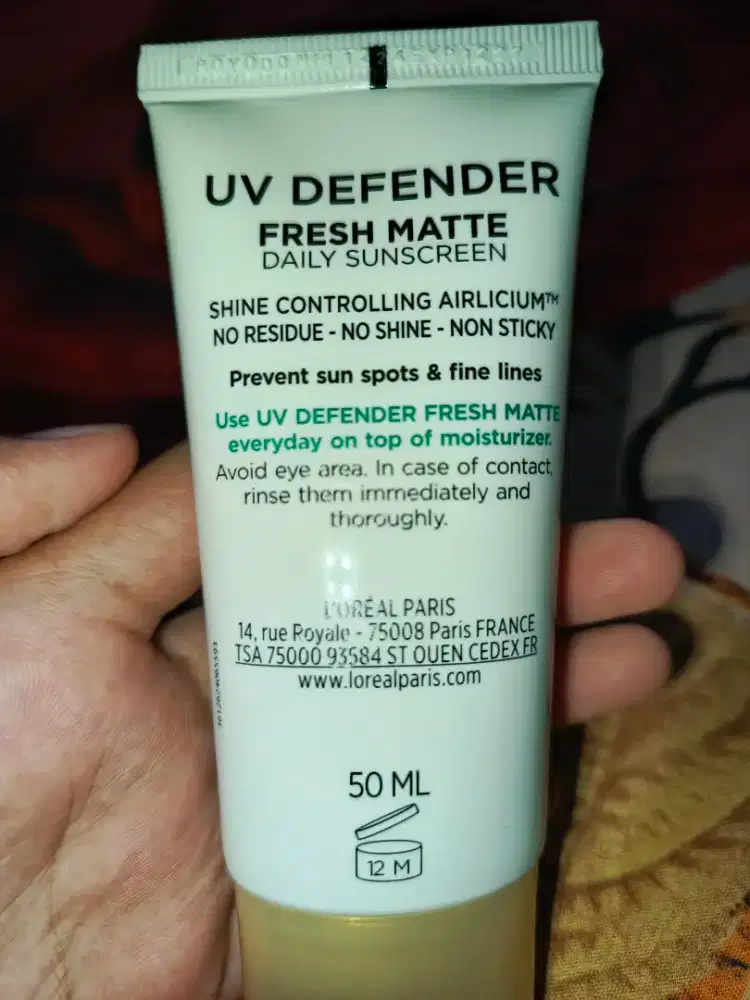 UV DEFENDER
FRESH MATTE
DAILY SUNSCREEN
SHINE CONTROLLING AIRLICIUM™
NO RESIDUE - NO SHINE - NON STICKY
Prevent sun spots & fine lines
Use UV DEFENDER FRESH MATTE
everyday on top of moisturizer.
Avoid eye area. In case of contact,
rinse them immediately and
thoroughly.
L'ORÉAL PARIS
14, rue Royale - 75008 Paris FRANCE
TSA 75000 93584 ST OUEN CEDEX FR
www.lorealparis.com
50 ML
12 M